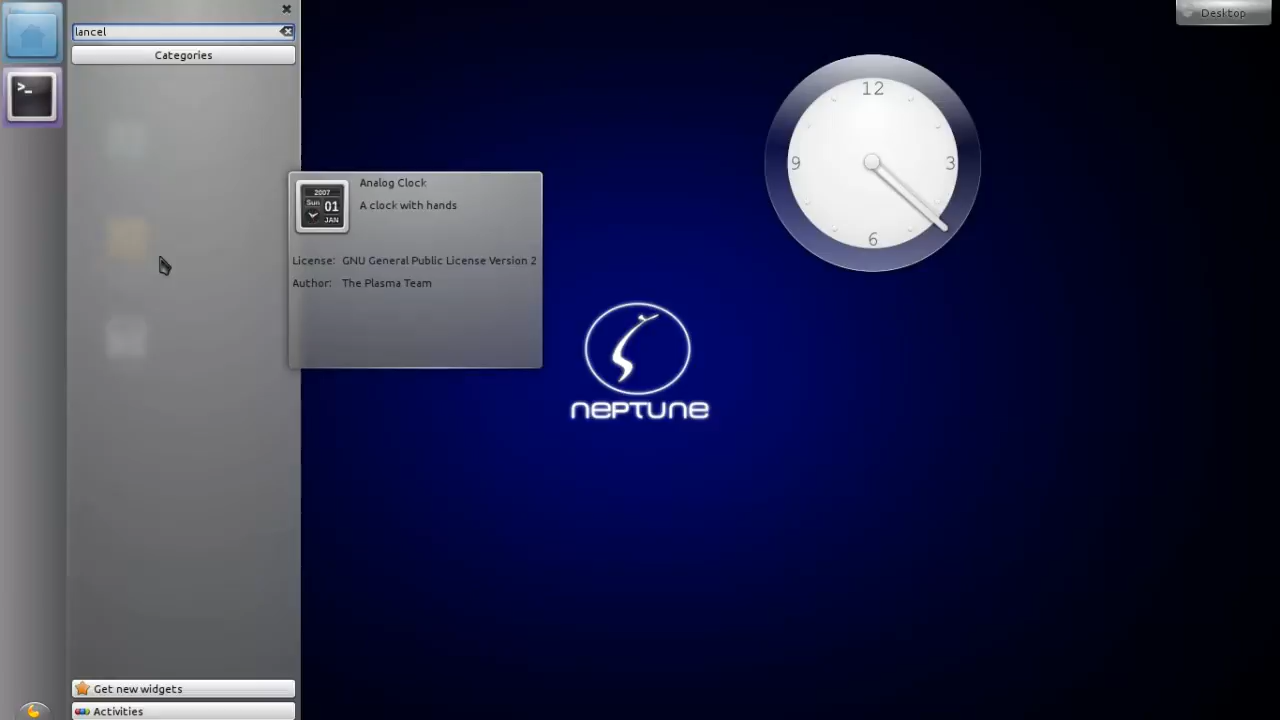 lancel
Categories
Desktop
12
9
3
6
2007
Sun 01
JAN
Analog Clock
A clock with hands
License: GNU General Public License Version 2
Author: The Plasma Team
NEPTUNE
Get new widgets
Activities